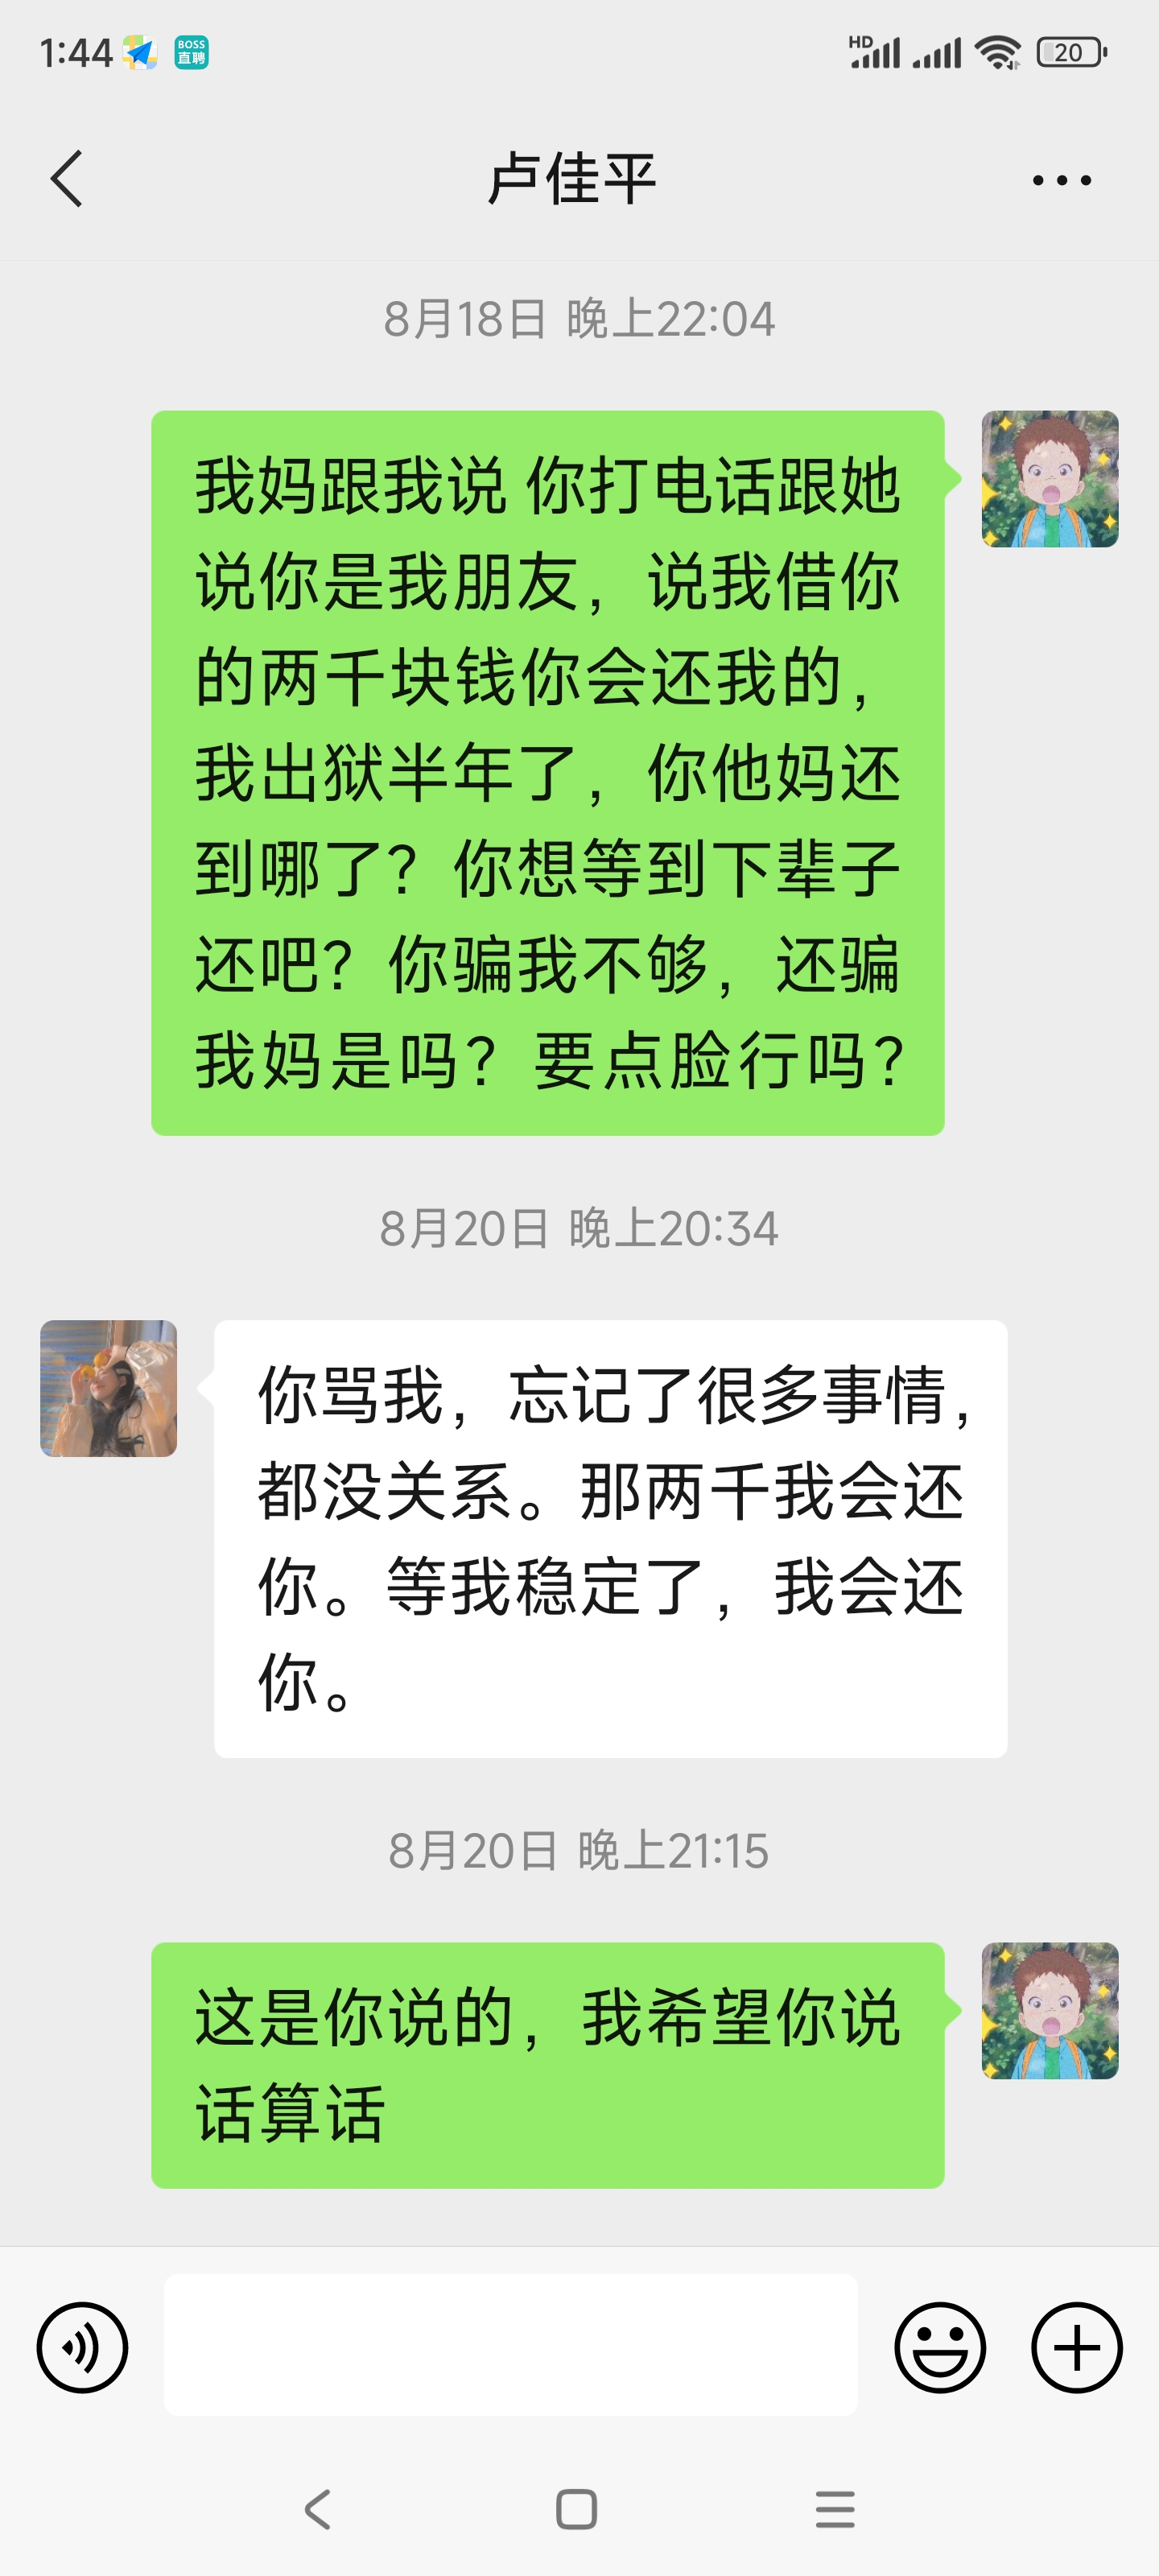 1:44
BOSS
直聘
HD
20
卢佳平
8月18日 晚上22:04
我妈跟我说 你打电话跟她
说你是我朋友，说我借你
的两千块钱你会还我的，
我出狱半年了，你他妈还
到哪了？你想等到下辈子
还吧？你骗我不够，还骗
我妈是吗？要点脸行吗？
8月20日 晚上20:34
你骂我，忘记了很多事情，
都没关系。那两千我会还
你。等我稳定了，我会还
你。
8月20日 晚上21:15
这是你说的，我希望你说
话算话